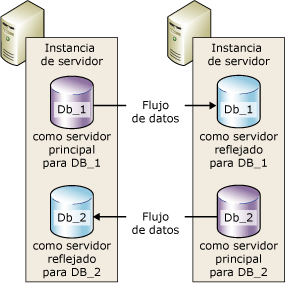 Instancia
de servidor
Instancia
de servidor
Db_1
Flujo
de datos
Db_1
como servidor
principal
para DB_1
como servidor
reflejado
para DB_1
Db_2
Flujo
de datos
Db_2
como servidor
reflejado
para DB_2
como servidor
principal
para DB_2